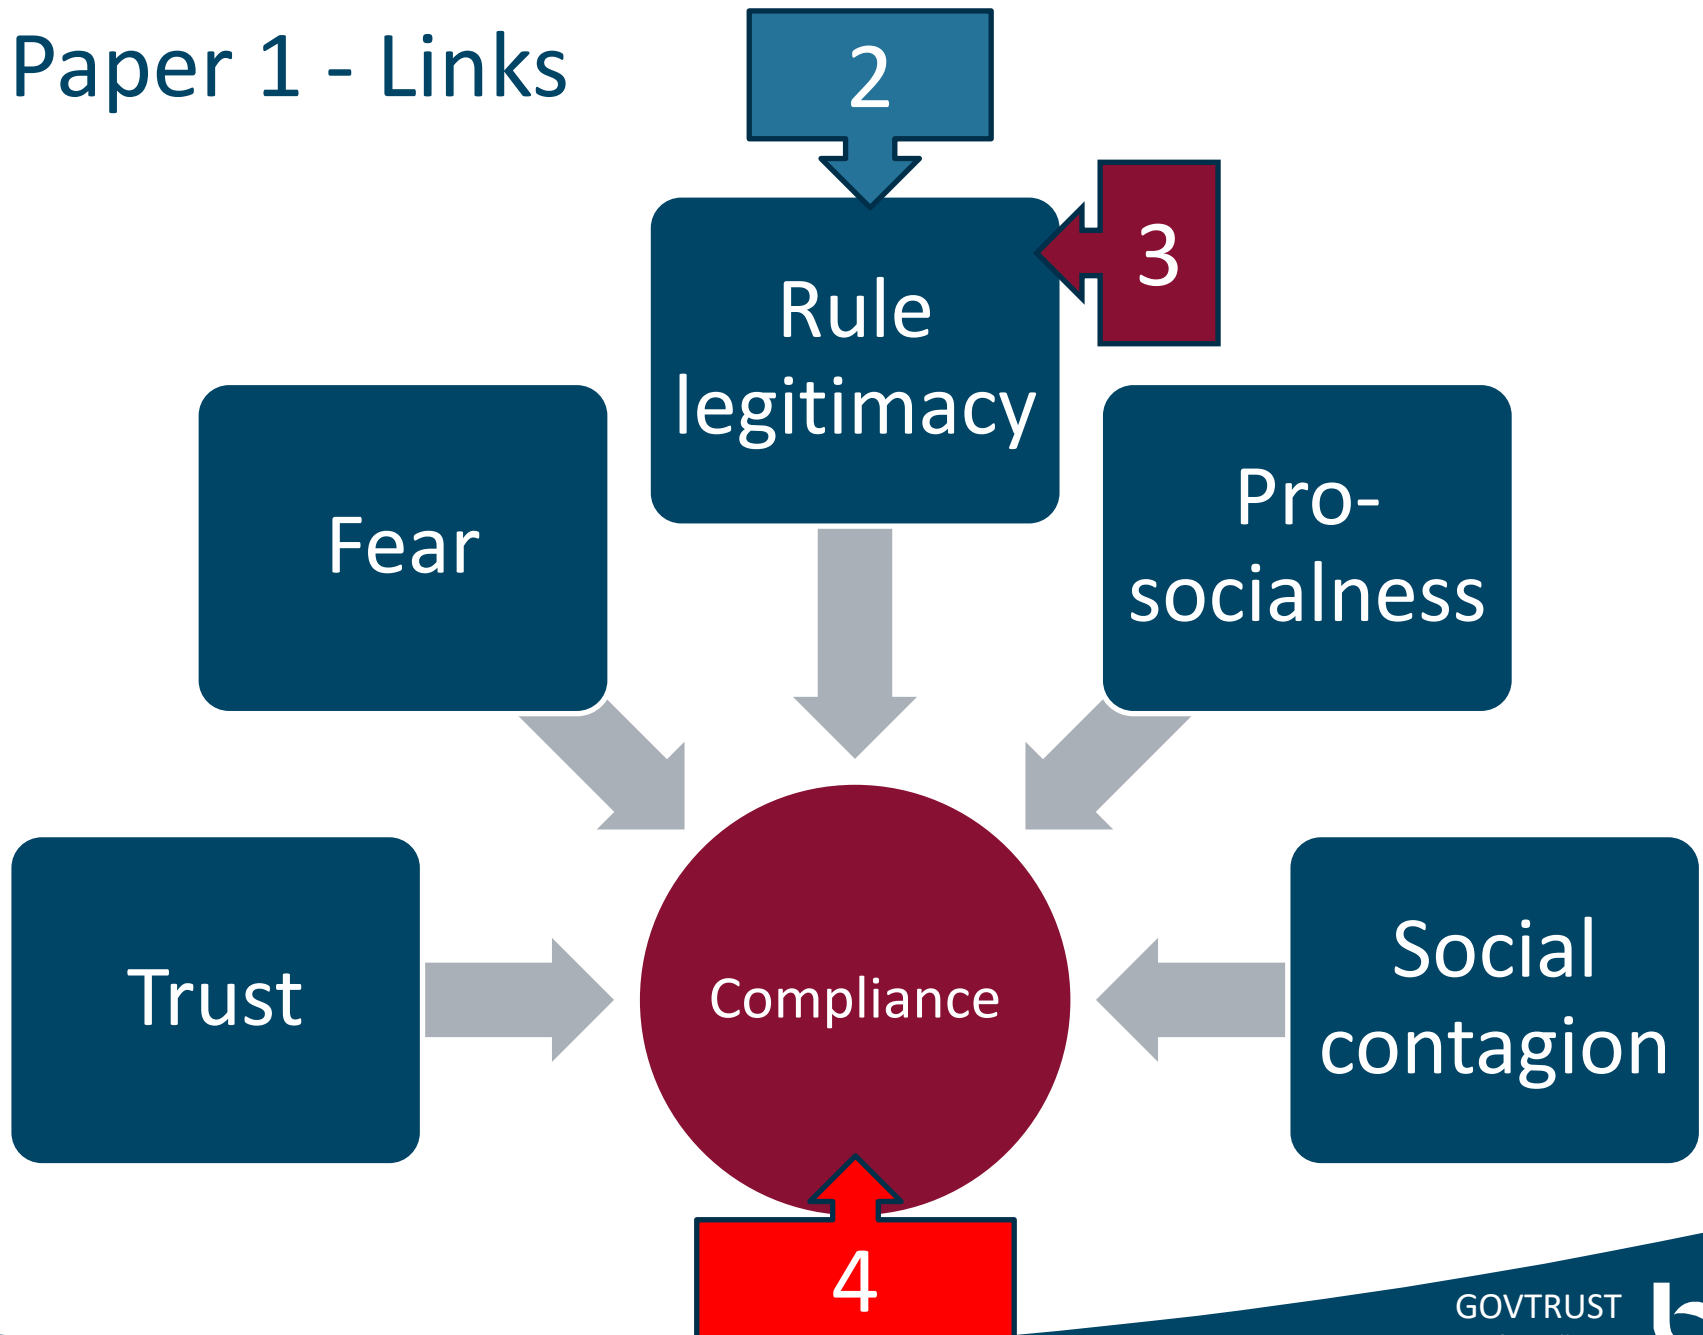 Paper 1 - Links
2
3
Rule
legitimacy
Fear
Pro-
socialness
Trust
Compliance
Social
contagion
4
GOVTRUST